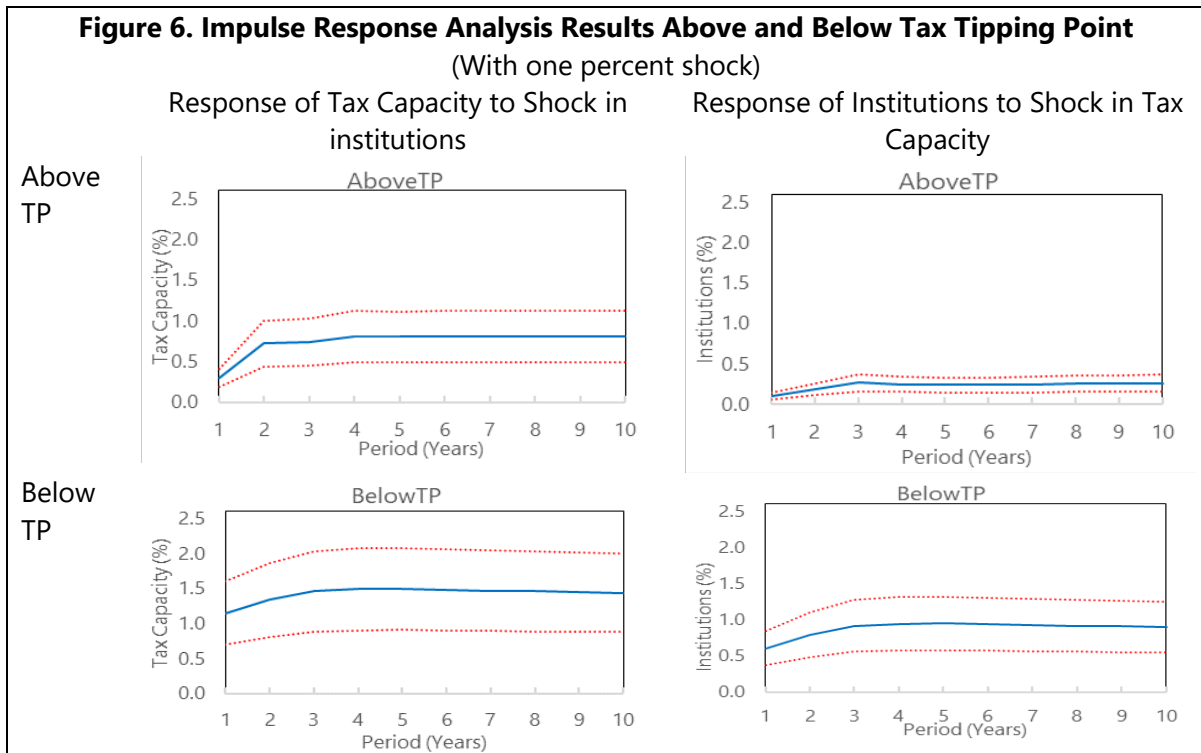 Figure 6. Impulse Response Analysis Results Above and Below Tax Tipping Point
(With one percent shock)
Response of Tax Capacity to Shock in
institutions
Response of Institutions to Shock in Tax
Capacity
Above
TP
AboveTP
Tax Capacity (%)
2.5
2.0
1.5
1.0
0.5
0.0
1 2 3 4 5 6 7 8 9 10
Period (Years)
AboveTP
Institutions (%)
2.5
2.0
1.5
1.0
0.5
0.0
1 2 3 4 5 6 7 8 9 10
Period (Years)
Below
TP
BelowTP
Tax Capacity (%)
2.5
2.0
1.5
1.0
0.5
0.0
1 2 3 4 5 6 7 8 9 10
Period (Years)
BelowTP
Institutions (%)
2.5
2.0
1.5
1.0
0.5
0.0
1 2 3 4 5 6 7 8 9 10
Period (Years)